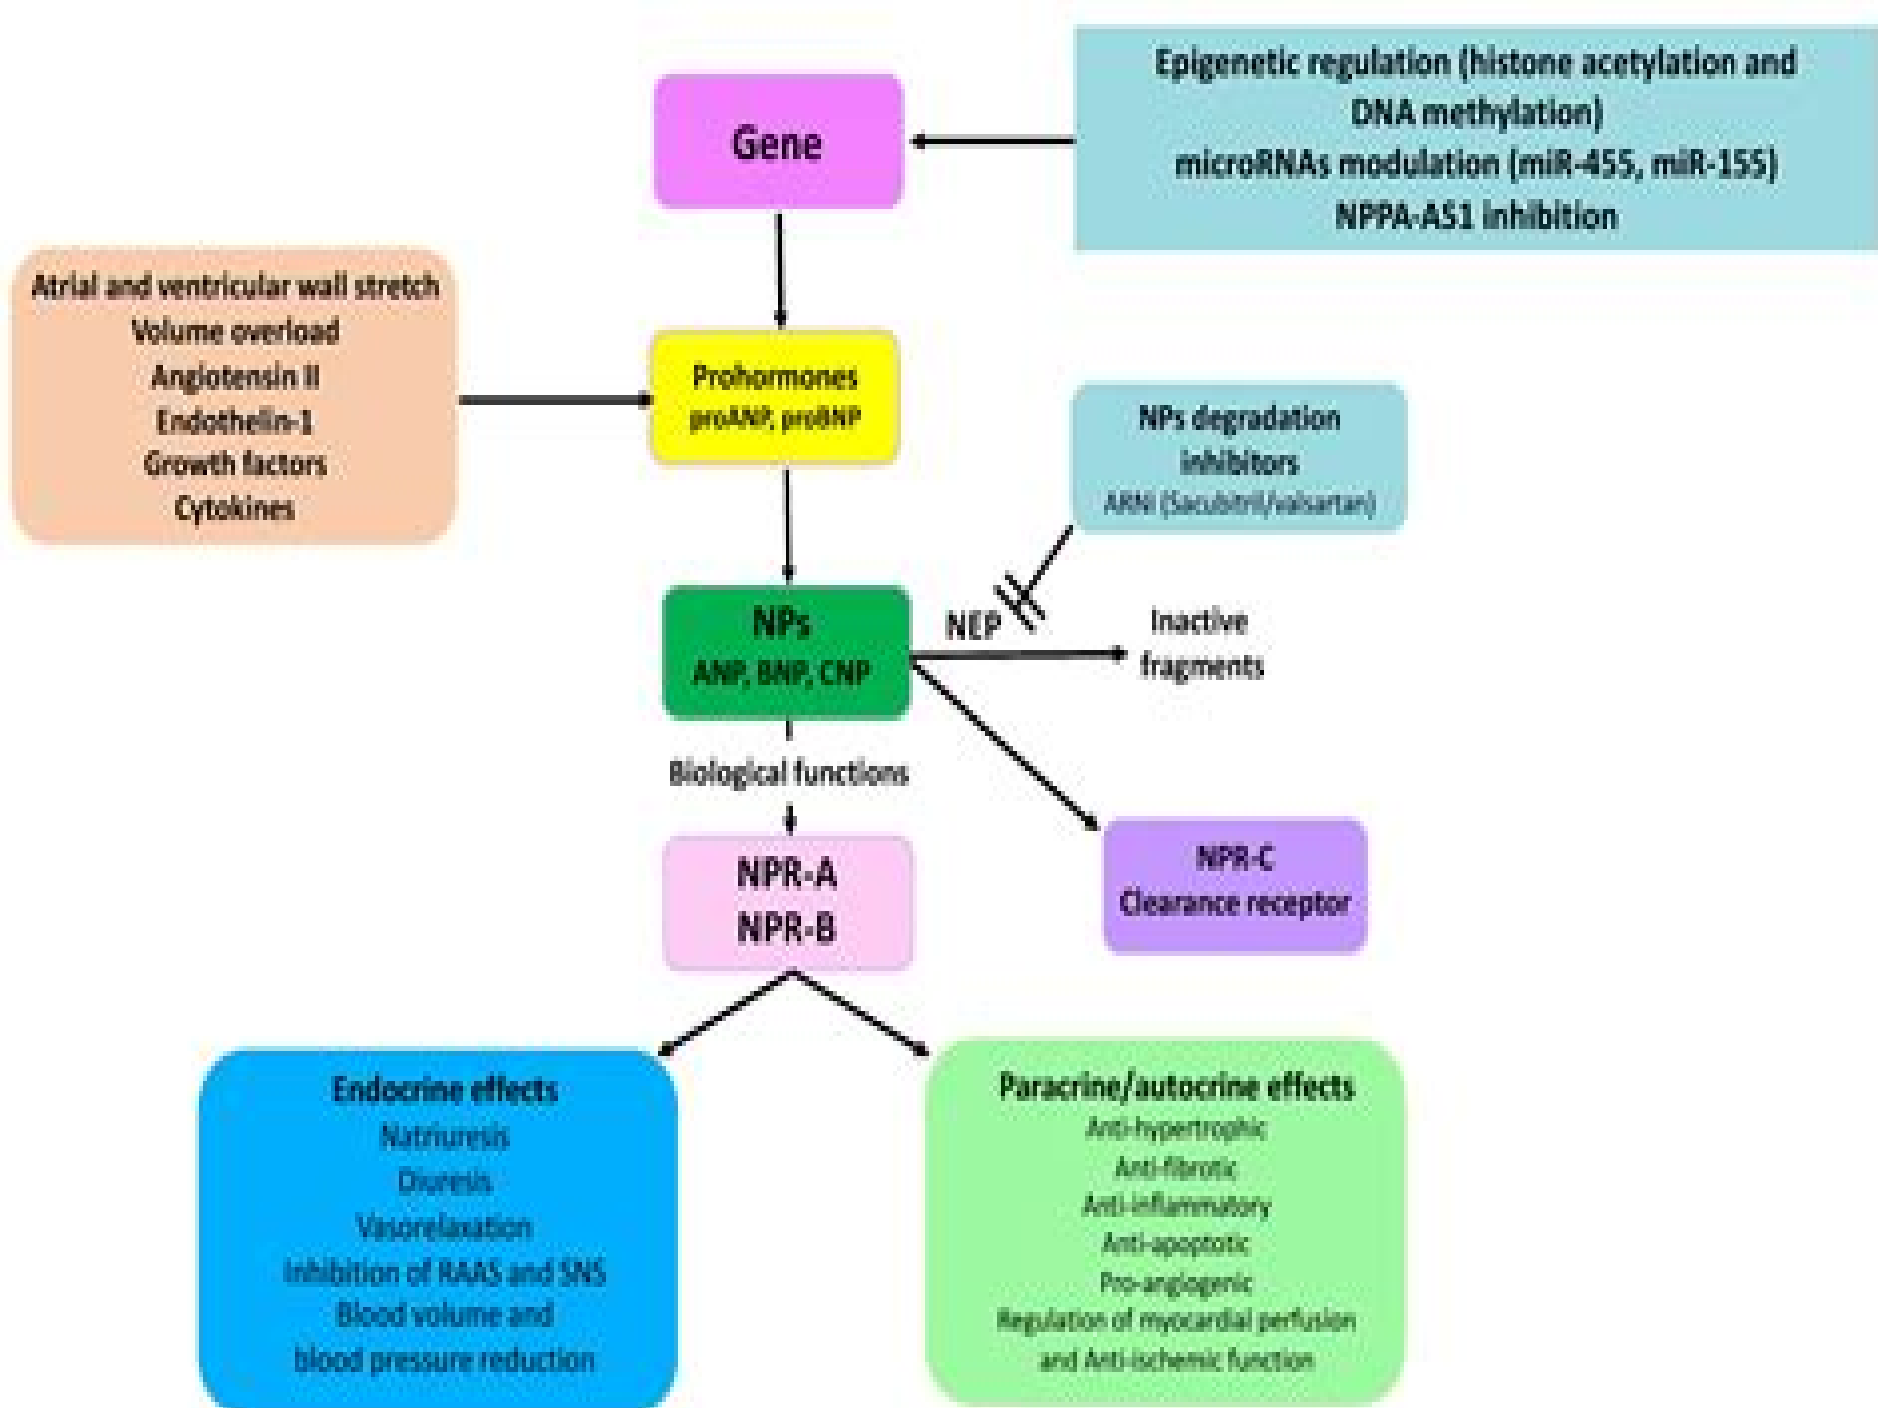 Epigenetic regulation (histone acetylation and
DNA methylation)
microRNAs modulation (miR-455, miR-155)
NPPA-AS1 inhibition
Gene
Atrial and ventricular wall stretch
Volume overload
Angiotensin II
Endothelin-1
Growth factors
Cytokines
Prohormones
proANP, proBNP
NPs degradation
inhibitors
ARNi (Sacubitril/valsartan)
NPs
ANP, BNP, CNP
NEP
Inactive
fragments
Biological functions
NPR-A
NPR-B
NPR-C
Clearance receptor
Endocrine effects
Natriuresis
Diuresis
Vasorelaxation
Inhibition of RAAS and SNS
Blood volume and
blood pressure reduction
Paracrine/autocrine effects
Anti-hypertrophic
Anti-fibrotic
Anti-inflammatory
Anti-apoptotic
Pro-angiogenic
Regulation of myocardial perfusion
and Anti-ischemic function